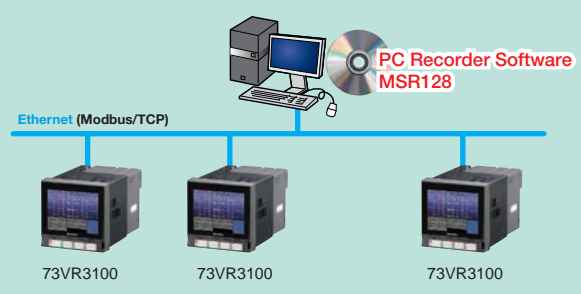 PC Recorder Software
MSR128
Ethernet (Modbus/TCP)
73VR3100
73VR3100
73VR3100